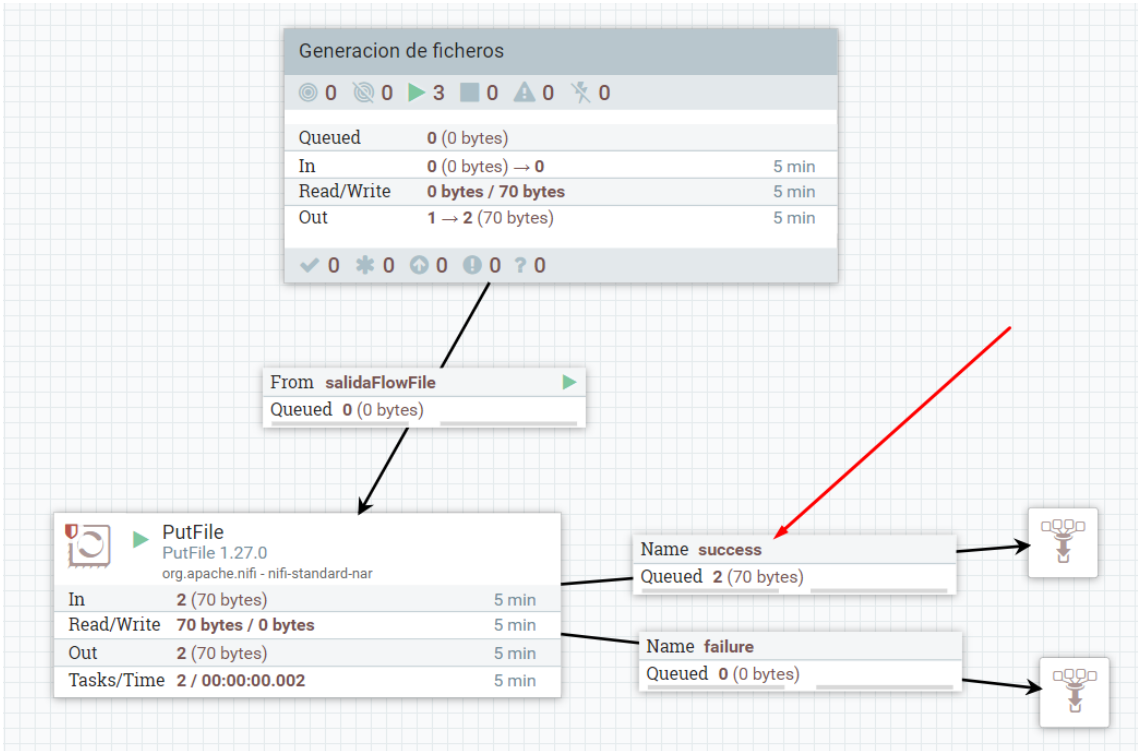 Generacion de ficheros
0 0 3 0 0 0
Queued 0 (0 bytes)
In 0 (0 bytes) → 0 5 min
Read/Write 0 bytes / 70 bytes 5 min
Out 1 → 2 (70 bytes) 5 min
0 0 0 0 ? 0
From salidaFlowFile
Queued 0 (0 bytes)
PutFile
PutFile 1.27.0
org.apache.nifi - nifi-standard-nar
In 2 (70 bytes) 5 min
Read/Write 70 bytes / 0 bytes 5 min
Out 2 (70 bytes) 5 min
Tasks/Time 2 / 00:00:00.002 5 min
Name success
Queued 2 (70 bytes)
Name failure
Queued 0 (0 bytes)